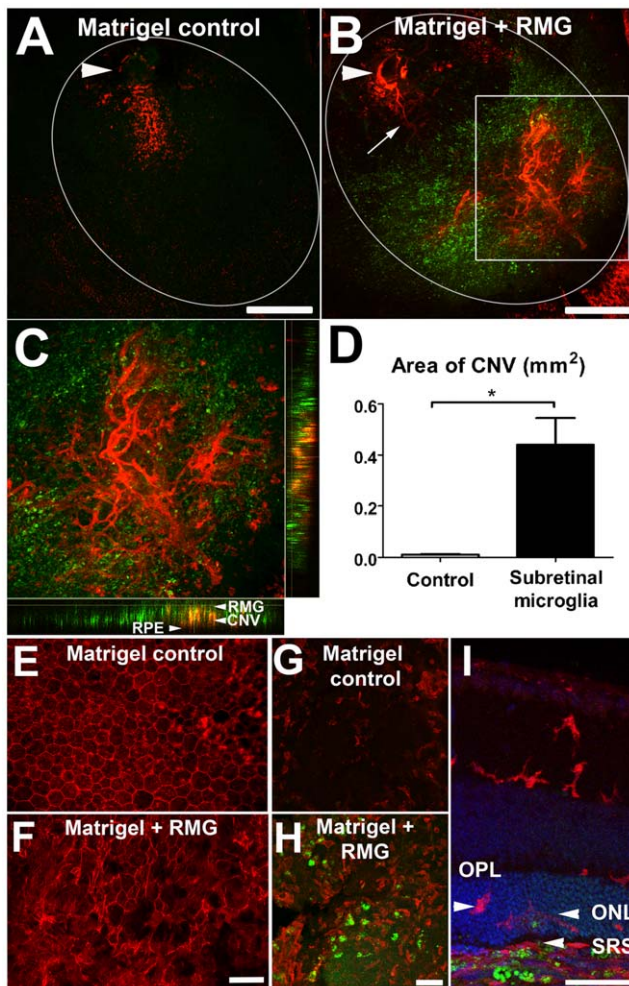 A Matrigel control
B Matrigel + RMG
C
RMG
CNV
RPE
D
Area of CNV (mm²)
*
0.6
0.4
0.2
0.0
Control
Subretinal
microglia
E Matrigel control
F Matrigel + RMG
G Matrigel
control
H Matrigel +
RMG
I
OPL
ONL
SRS